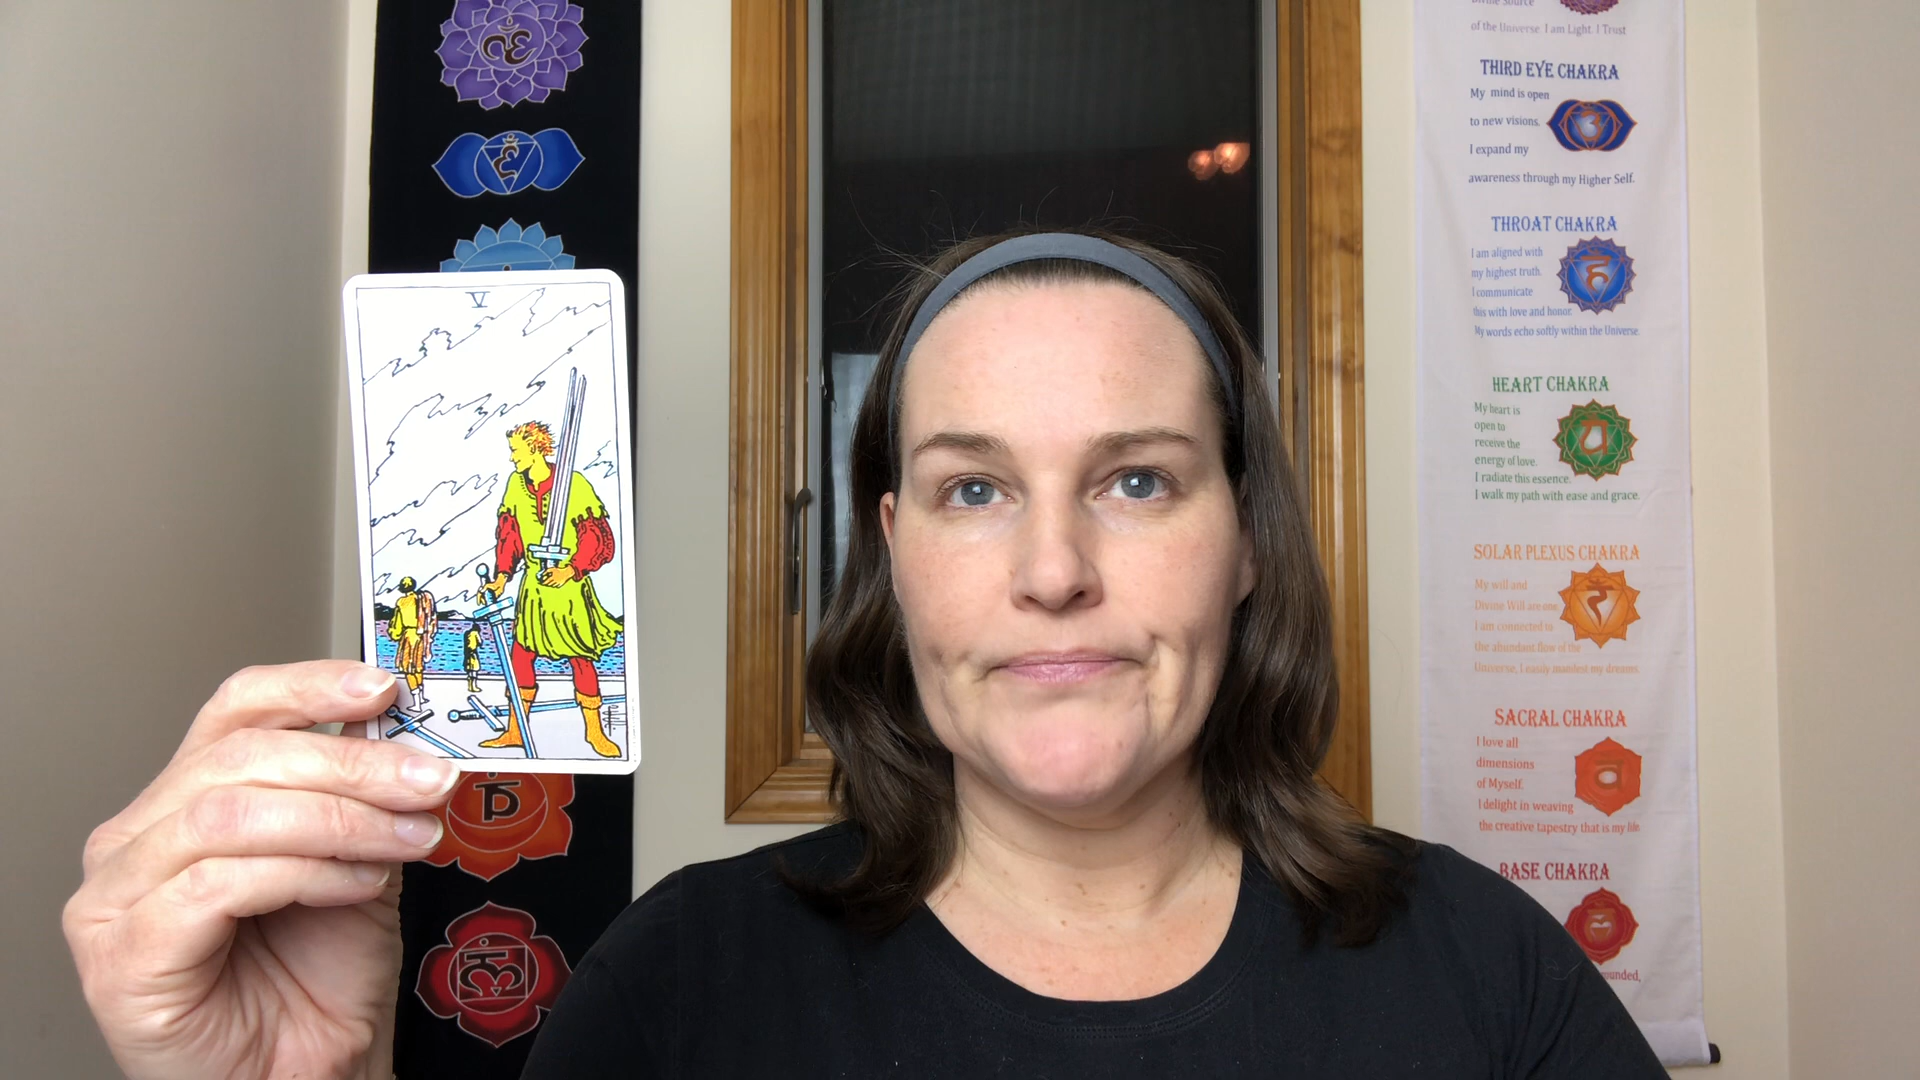 V
Divine Source
of the Universe. I am Light. I Trust
THIRD EYE CHAKRA
My mind is open
to new visions.
I expand my
awareness through my Higher Self.
THROAT CHAKRA
I am aligned with
my highest truth.
I communicate
this with love and honor
My words echo softly within the Universe.
HEART CHAKRA
My heart is
open to
receive the
energy of love.
I radiate this essence.
I walk my path with ease and grace.
SOLAR PLEXUS CHAKRA
My will and
Divine Will are one
I am connected to
the abundant flow of the
Universe, I easily manifest my dreams
SACRAL CHAKRA
I love all
dimensions
of Myself.
I delight in weaving
the creative tapestry that is my life
BASE CHAKRA